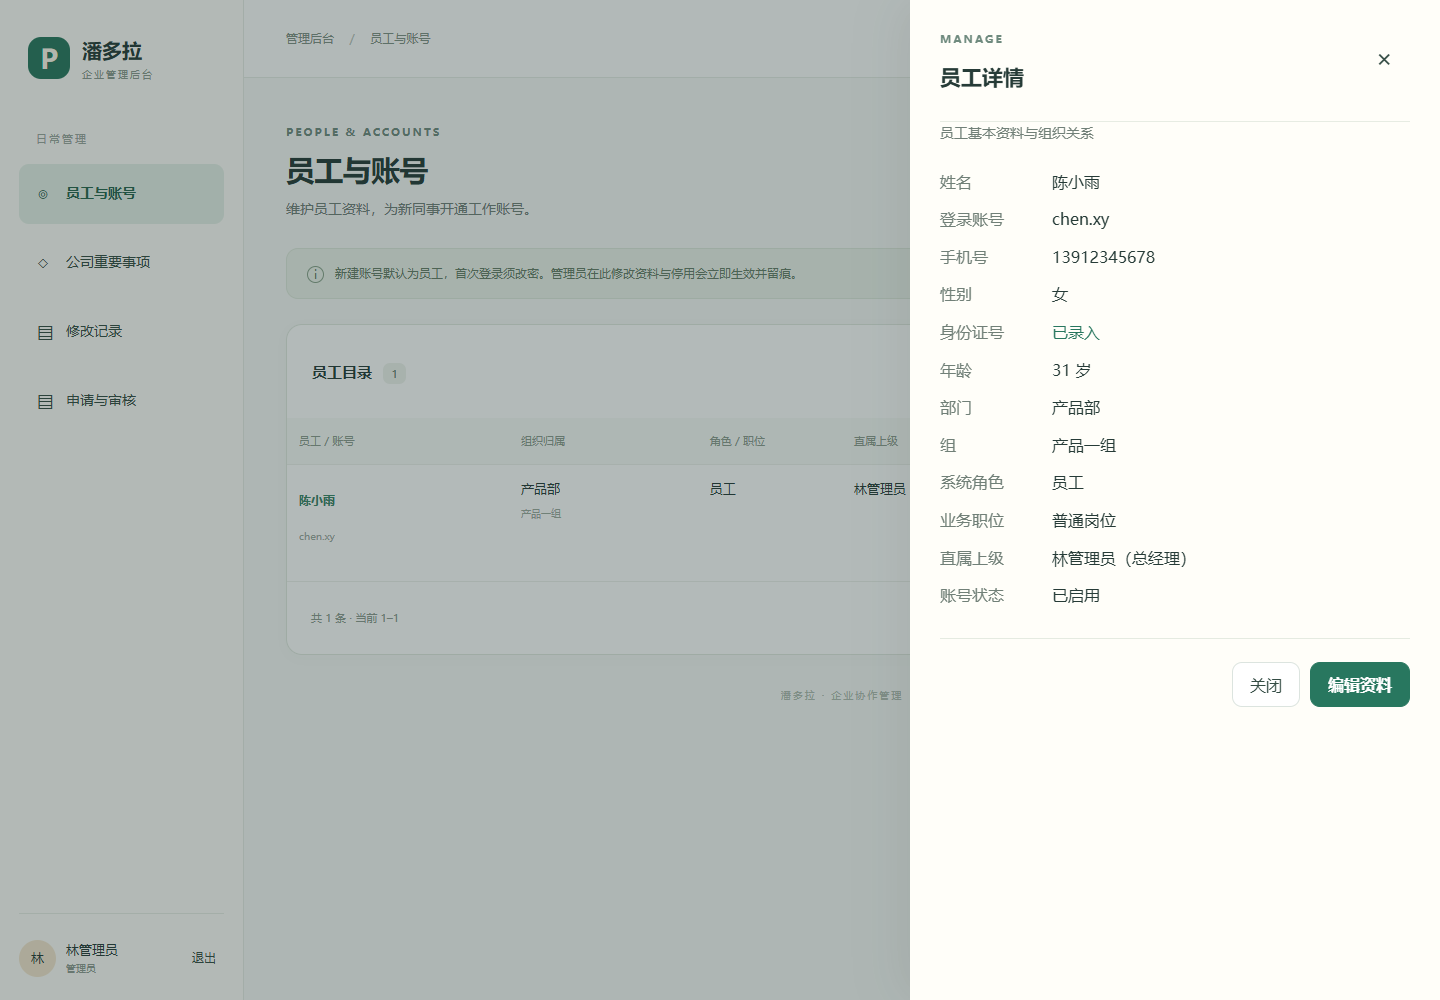 P
潘多拉
企业管理后台
日常管理
员工与账号
公司重要事项
修改记录
申请与审核
林
林管理员
管理员
退出
管理后台 / 员工与账号
PEOPLE & ACCOUNTS
员工与账号
维护员工资料，为新同事开通工作账号。
新建账号默认为员工，首次登录须改密。管理员在此修改资料与停用会立即生效并留痕。
员工目录 1
员工 / 账号 组织归属 角色 / 职位 直属上级
陈小雨 产品部 员工 林管理员
产品一组
chen.xy
共 1 条 · 当前 1–1
潘多拉 · 企业协作管理
MANAGE
员工详情
×
员工基本资料与组织关系
姓名 陈小雨
登录账号 chen.xy
手机号 13912345678
性别 女
身份证号 已录入
年龄 31 岁
部门 产品部
组 产品一组
系统角色 员工
业务职位 普通岗位
直属上级 林管理员（总经理）
账号状态 已启用
关闭 编辑资料